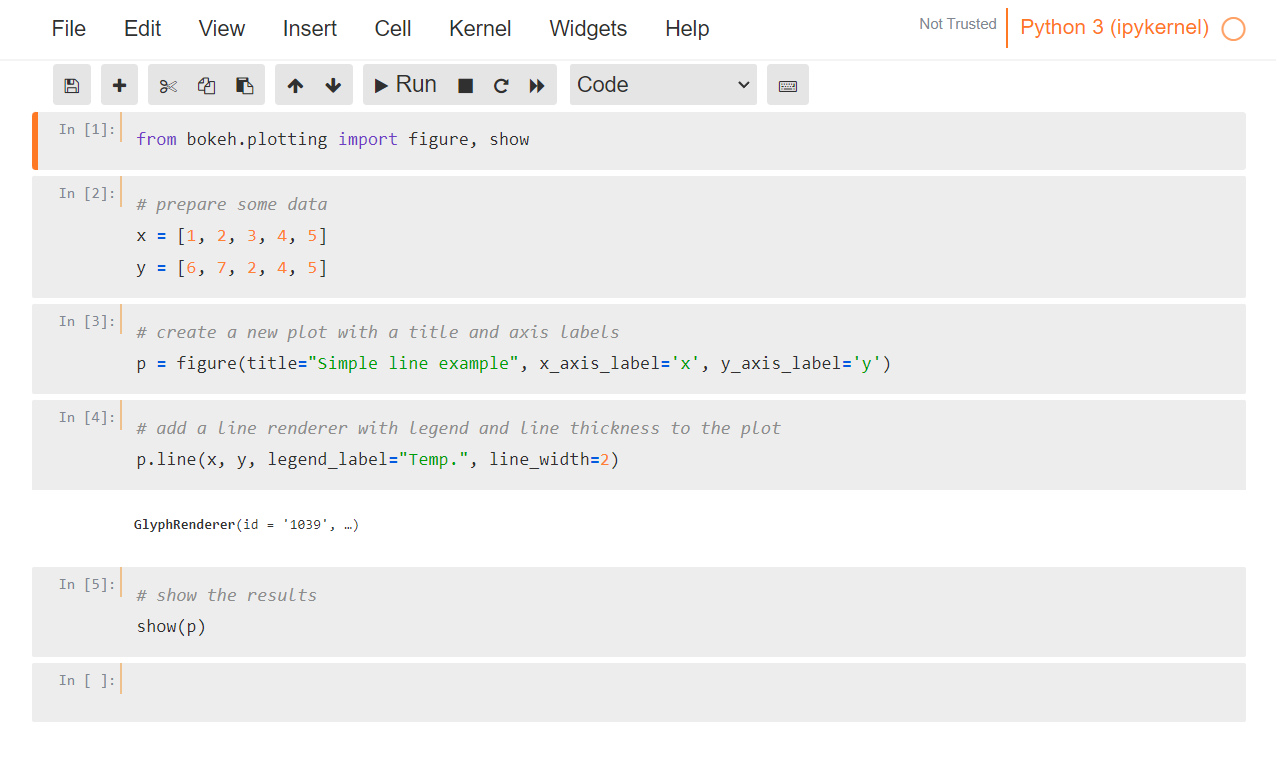 File Edit View Insert Cell Kernel Widgets Help Not Trusted Python 3 (ipykernel)
Run Code
In [1]: from bokeh.plotting import figure, show
In [2]: # prepare some data
x = [1, 2, 3, 4, 5]
y = [6, 7, 2, 4, 5]
In [3]: # create a new plot with a title and axis labels
p = figure(title="Simple line example", x_axis_label='x', y_axis_label='y')
In [4]: # add a line renderer with legend and line thickness to the plot
p.line(x, y, legend_label="Temp.", line_width=2)
GlyphRenderer(id = '1039', …)
In [5]: # show the results
show(p)
In [ ]: